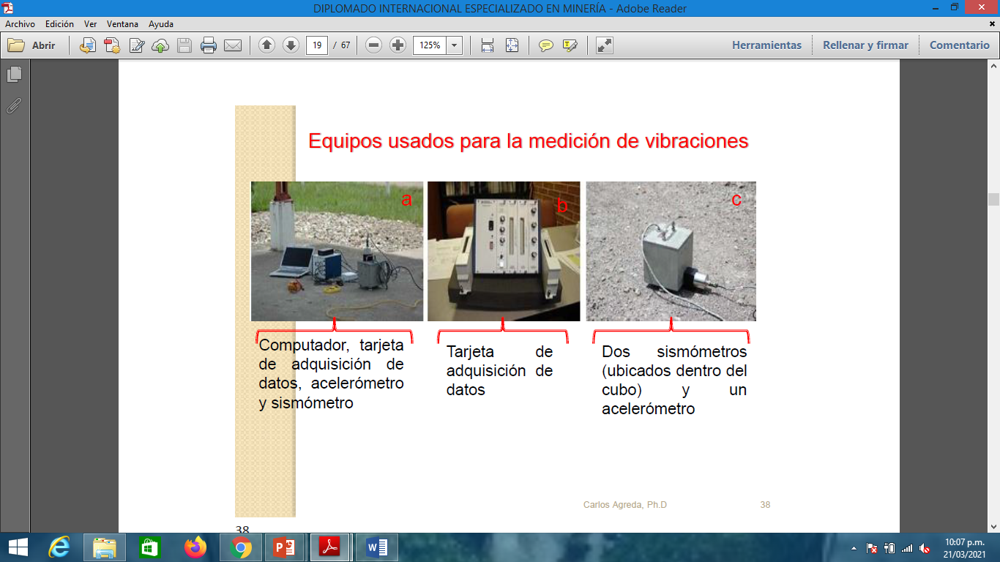 DIPLOMADO INTERNACIONAL ESPECIALIZADO EN MINERÍA - Adobe Reader
Archivo Edición Ver Ventana Ayuda
Abrir 19 / 67 125% Herramientas Rellenar y firmar Comentario
Equipos usados para la medición de vibraciones
a b c
Computador, tarjeta
de adquisición de
datos, acelerómetro
y sismómetro
Tarjeta de
adquisición de
datos
Dos sismómetros
(ubicados dentro del
cubo) y un
acelerómetro
Carlos Agreda, Ph.D 38
38
10:07 p.m.
21/03/2021